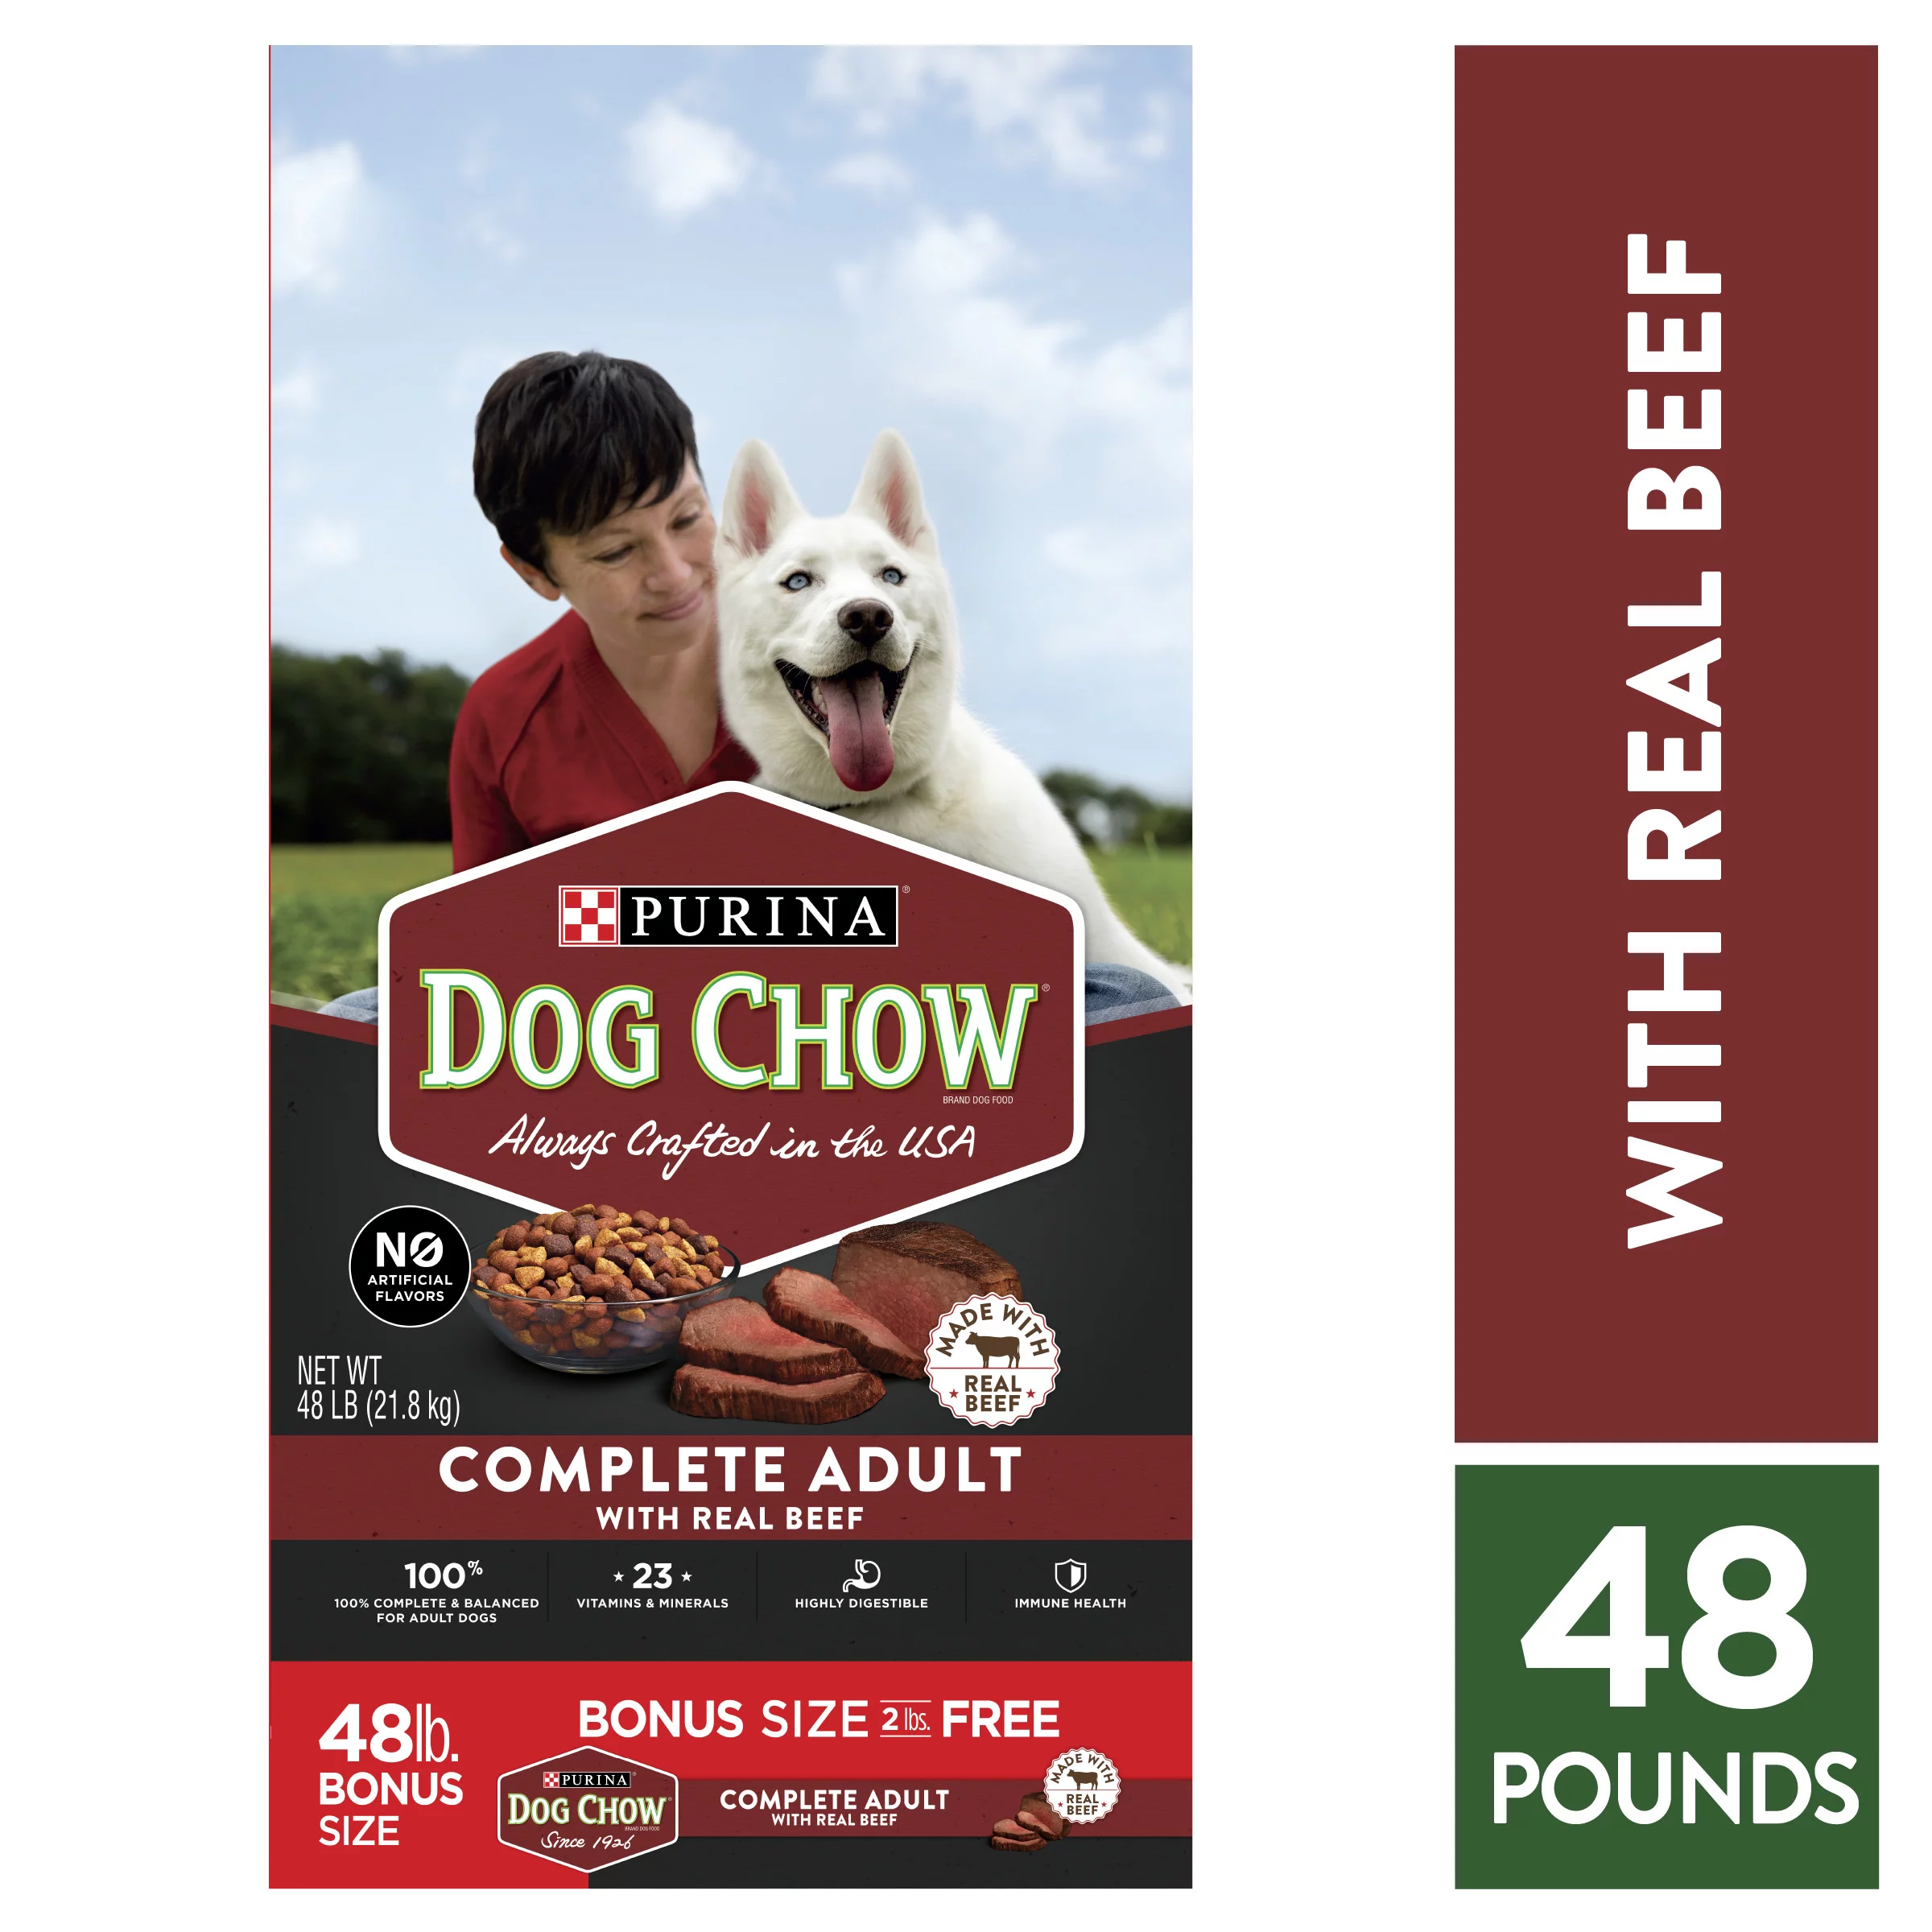 PURINA®
DOG CHOW®
BRAND DOG FOOD
Always Crafted in the USA
NO
ARTIFICIAL
FLAVORS
NET WT
48 LB (21.8 kg)
MADE WITH
REAL
BEEF
COMPLETE ADULT
WITH REAL BEEF
100%
100% COMPLETE & BALANCED
FOR ADULT DOGS
23
VITAMINS & MINERALS
HIGHLY DIGESTIBLE
IMMUNE HEALTH
48lb.
BONUS
SIZE
BONUS SIZE 2 lbs. FREE
PURINA
DOG CHOW
BRAND DOG FOOD
Since 1926
COMPLETE ADULT
WITH REAL BEEF
MADE WITH
REAL
BEEF
WITH REAL BEEF
48
POUNDS